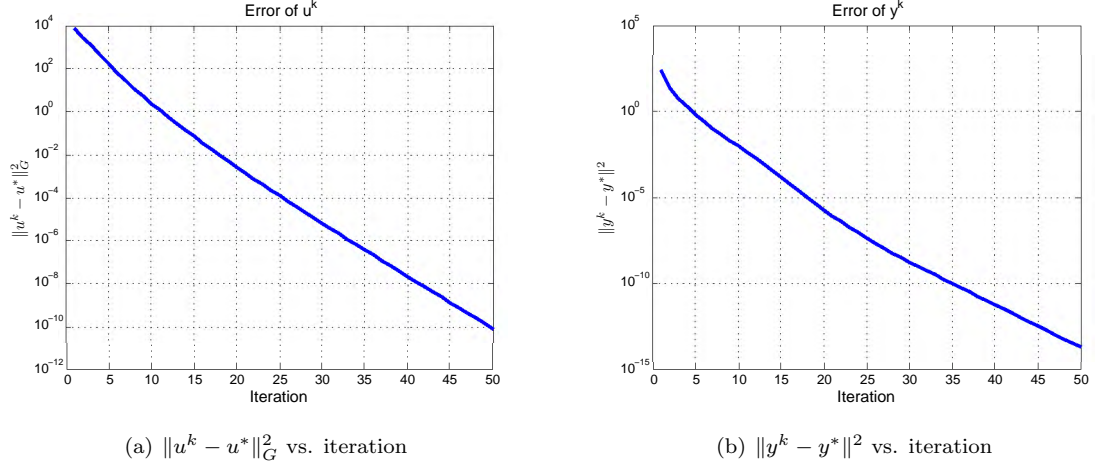 Error of u^k
10^4
10^2
10^0
10^−2
10^−4
10^−6
10^−8
10^−10
10^−12
‖u^k − u^*‖_G^2
0 5 10 15 20 25 30 35 40 45 50
Iteration
(a) ‖u^k − u^*‖_G^2 vs. iteration
Error of y^k
10^5
10^0
10^−5
10^−10
10^−15
‖y^k − y^*‖^2
0 5 10 15 20 25 30 35 40 45 50
Iteration
(b) ‖y^k − y^*‖^2 vs. iteration